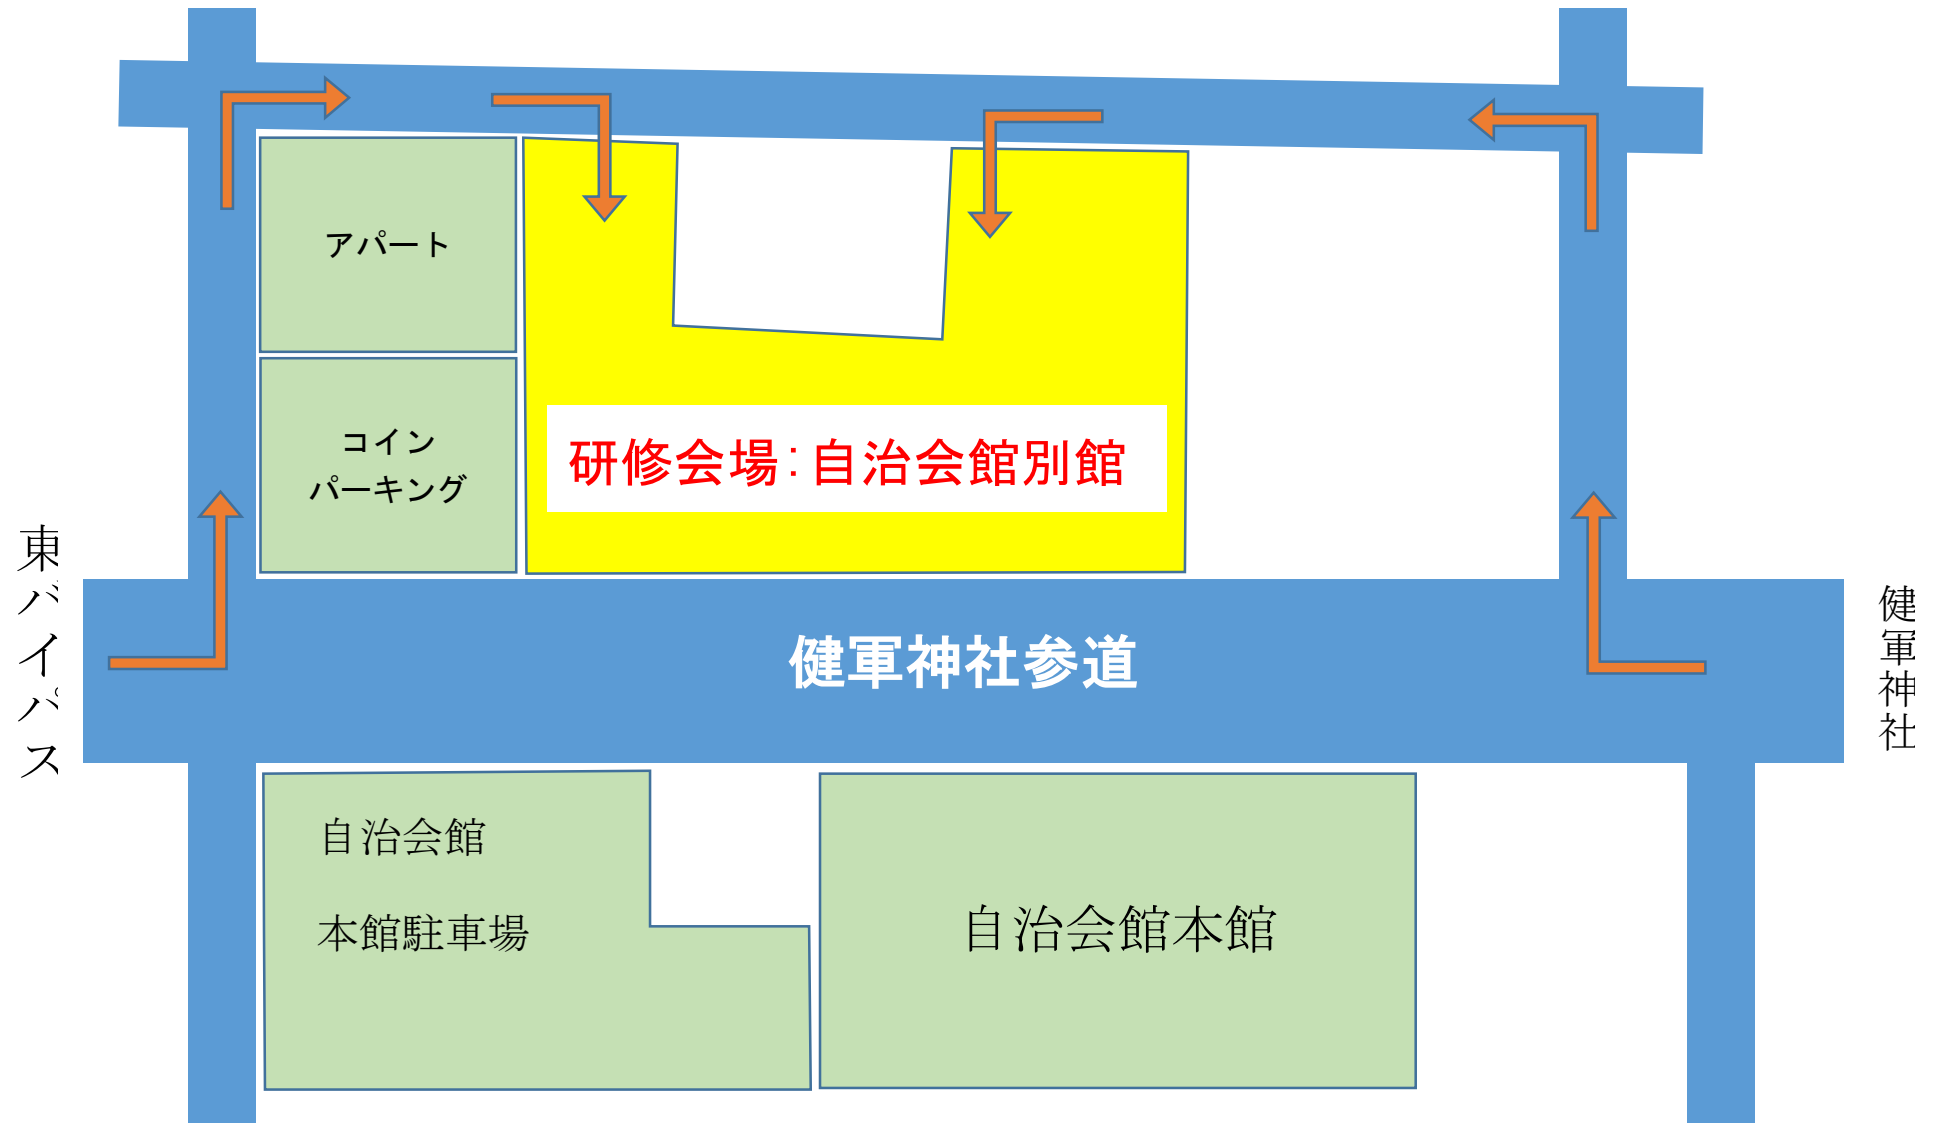 アパート
コイン
パーキング
研修会場：自治会館別館
東バイパス
健軍神社
健軍神社参道
自治会館
本館駐車場
自治会館本館